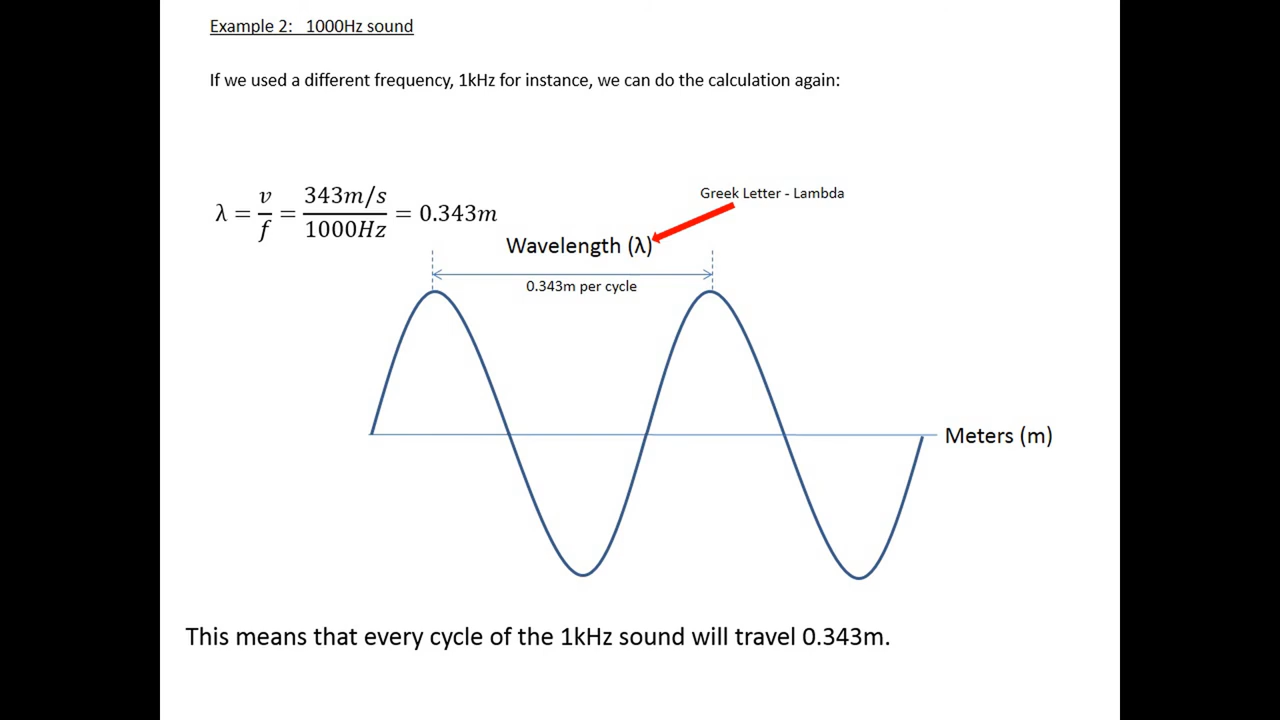 Example 2:   1000Hz sound
If we used a different frequency, 1kHz for instance, we can do the calculation again:
λ = v/f = 343m/s / 1000Hz = 0.343m
Greek Letter - Lambda
Wavelength (λ)
0.343m per cycle
Meters (m)
This means that every cycle of the 1kHz sound will travel 0.343m.